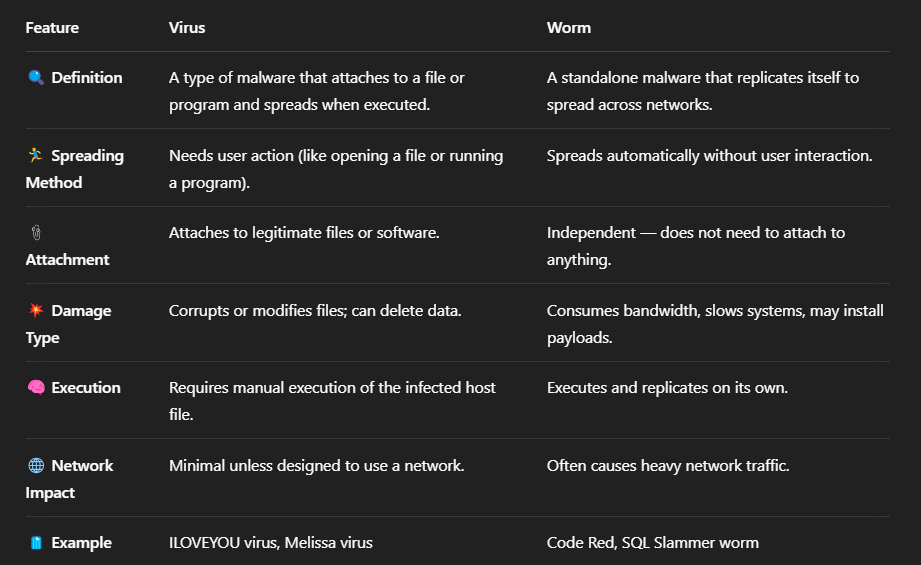 Feature Virus Worm
🔍 Definition A type of malware that attaches to a file or A standalone malware that replicates itself to
program and spreads when executed. spread across networks.
🏃 Spreading Needs user action (like opening a file or running Spreads automatically without user interaction.
Method a program).
📎 Attaches to legitimate files or software. Independent — does not need to attach to
Attachment anything.
💥 Damage Corrupts or modifies files; can delete data. Consumes bandwidth, slows systems, may install
Type payloads.
🧠 Execution Requires manual execution of the infected host Executes and replicates on its own.
file.
🌐 Network Minimal unless designed to use a network. Often causes heavy network traffic.
Impact
📘 Example ILOVEYOU virus, Melissa virus Code Red, SQL Slammer worm